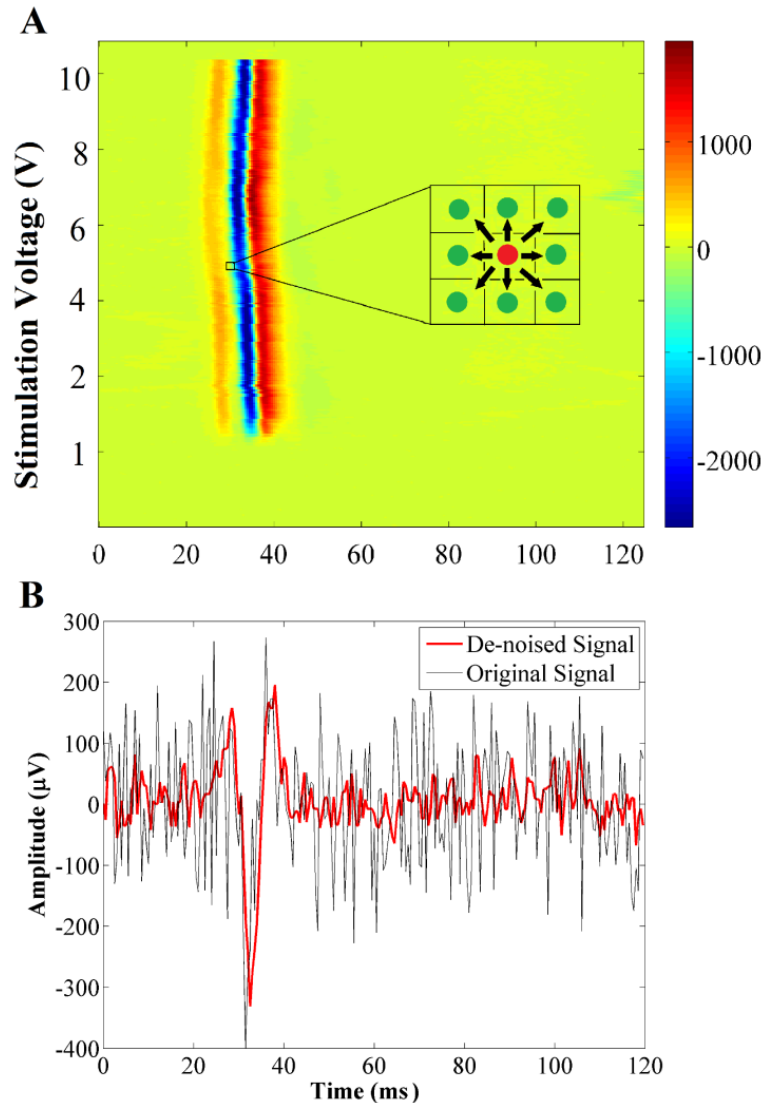 A
Stimulation Voltage (V)
10
8
6
4
2
1
0 20 40 60 80 100 120
1000
0
-1000
-2000
B
Amplitude (µV)
300
200
100
0
-100
-200
-300
-400
De-noised Signal
Original Signal
0 20 40 60 80 100 120
Time (ms)